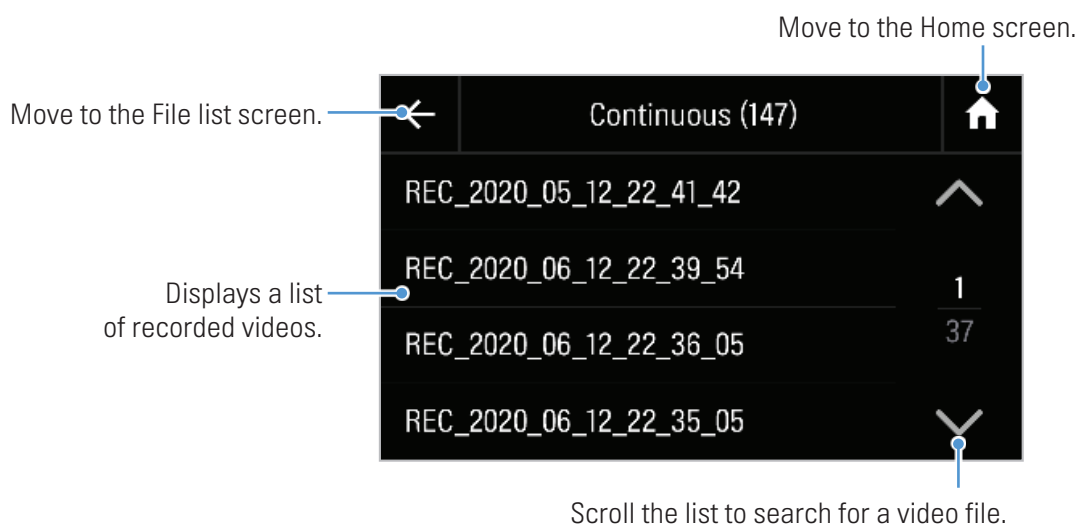 Move to the Home screen.
Move to the File list screen.
Continuous (147)
REC_2020_05_12_22_41_42
REC_2020_06_12_22_39_54
Displays a list
of recorded videos.
1
37
REC_2020_06_12_22_36_05
REC_2020_06_12_22_35_05
Scroll the list to search for a video file.